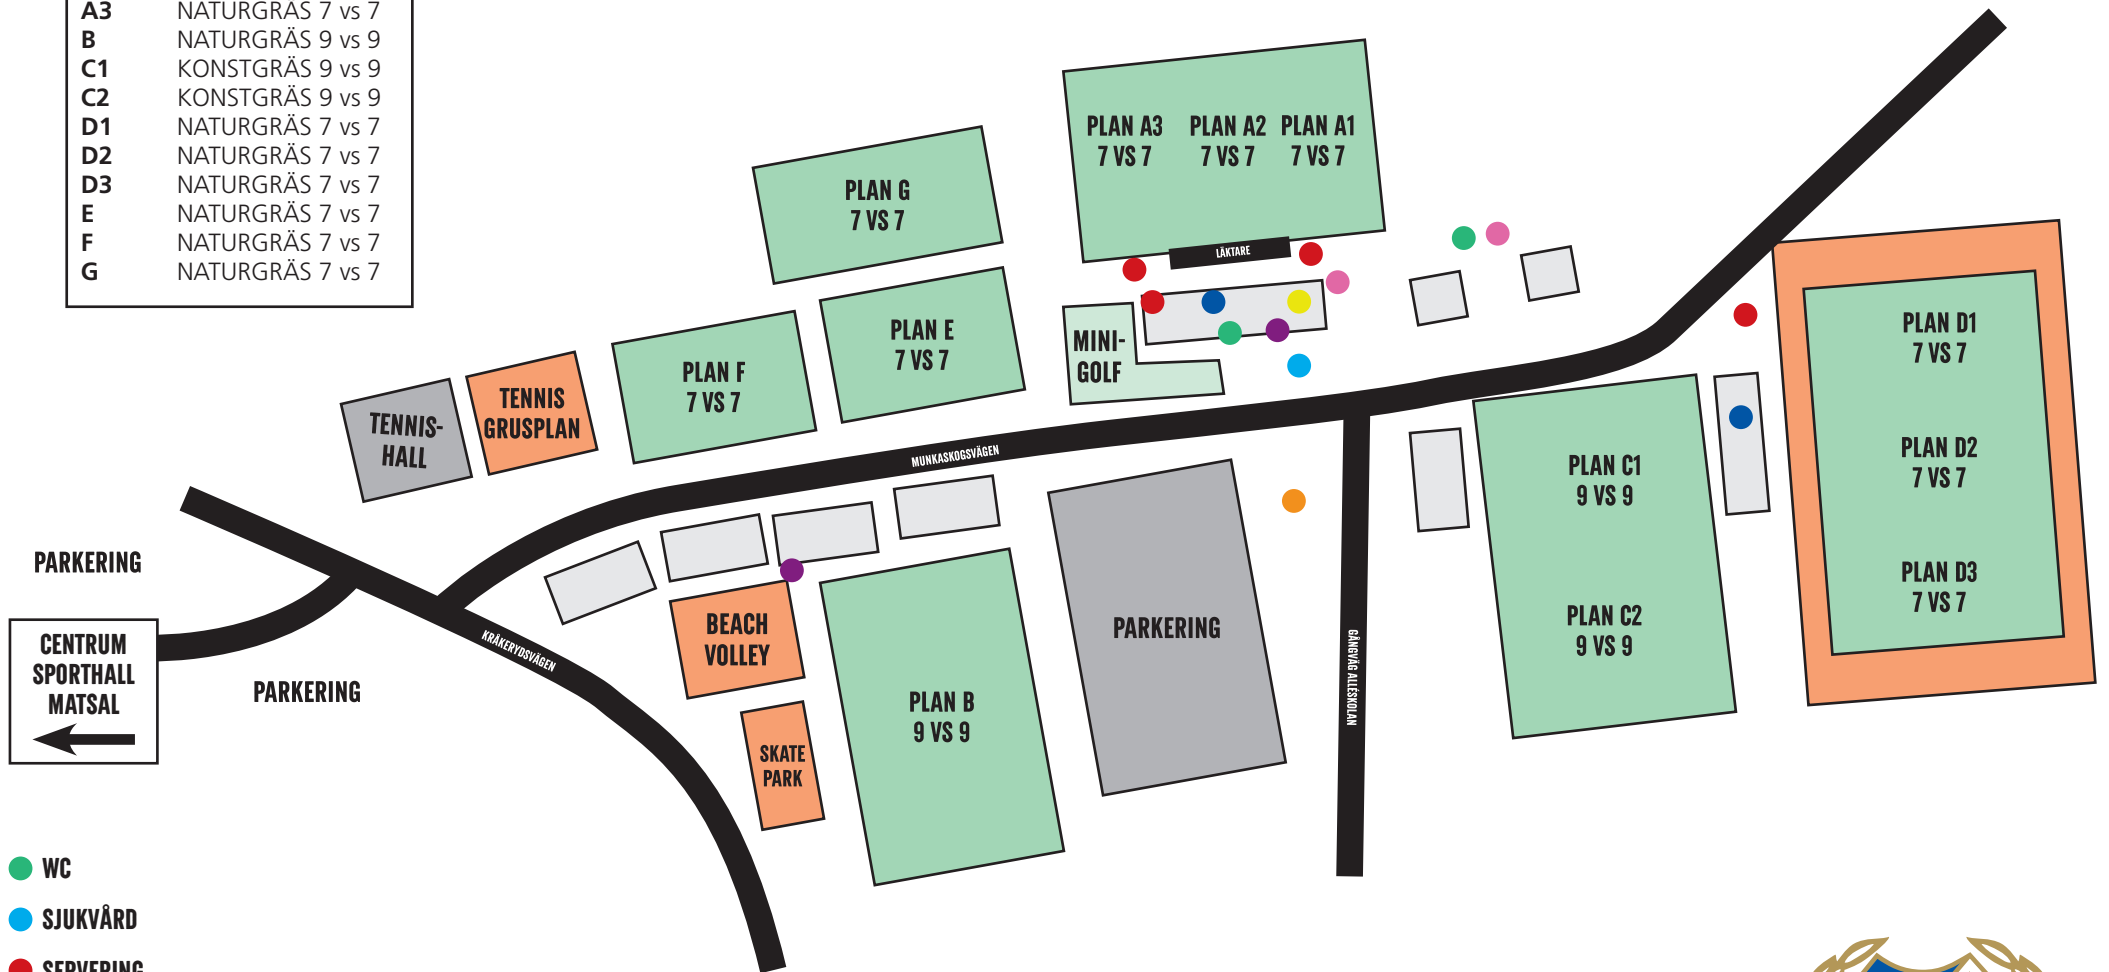 A3 NATURGRÄS 7 vs 7
B NATURGRÄS 9 vs 9
C1 KONSTGRÄS 9 vs 9
C2 KONSTGRÄS 9 vs 9
D1 NATURGRÄS 7 vs 7
D2 NATURGRÄS 7 vs 7
D3 NATURGRÄS 7 vs 7
E NATURGRÄS 7 vs 7
F NATURGRÄS 7 vs 7
G NATURGRÄS 7 vs 7
PLAN A3
7 VS 7
PLAN A2
7 VS 7
PLAN A1
7 VS 7
LÄKTARE
PLAN G
7 VS 7
PLAN E
7 VS 7
PLAN F
7 VS 7
MINI-
GOLF
TENNIS
GRUSPLAN
TENNIS-
HALL
MUNKASKOGSVÄGEN
PLAN D1
7 VS 7
PLAN D2
7 VS 7
PLAN D3
7 VS 7
PLAN C1
9 VS 9
PLAN C2
9 VS 9
PARKERING
CENTRUM
SPORTHALL
MATSAL
PARKERING
KRÅKERYDSVÄGEN
BEACH
VOLLEY
SKATE
PARK
PLAN B
9 VS 9
PARKERING
GÅNGVÄG ALLÉSKOLAN
WC
SJUKVÅRD
SERVERING